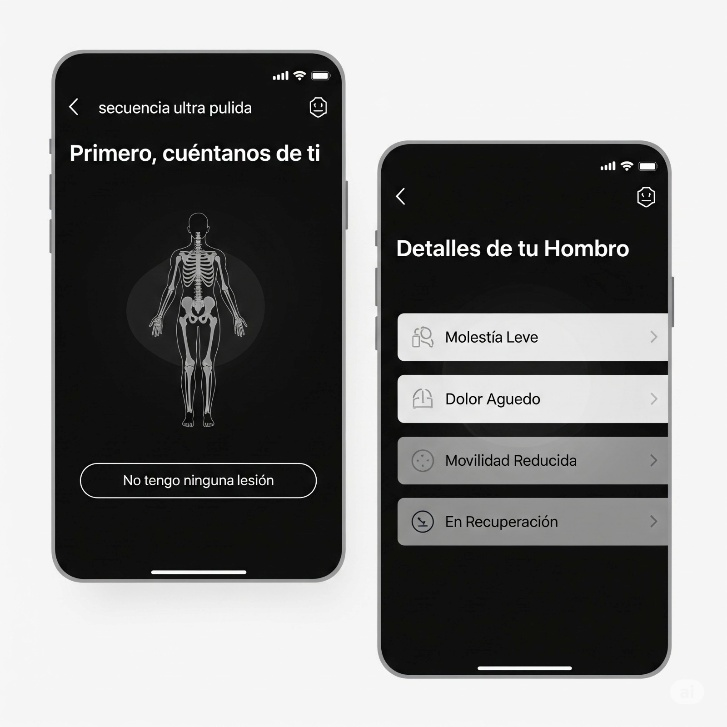 secuencia ultra pulida
Primero, cuéntanos de ti
No tengo ninguna lesión
Detalles de tu Hombro
Molestía Leve
Dolor Aguedo
Movilidad Reducida
En Recuperación
ai